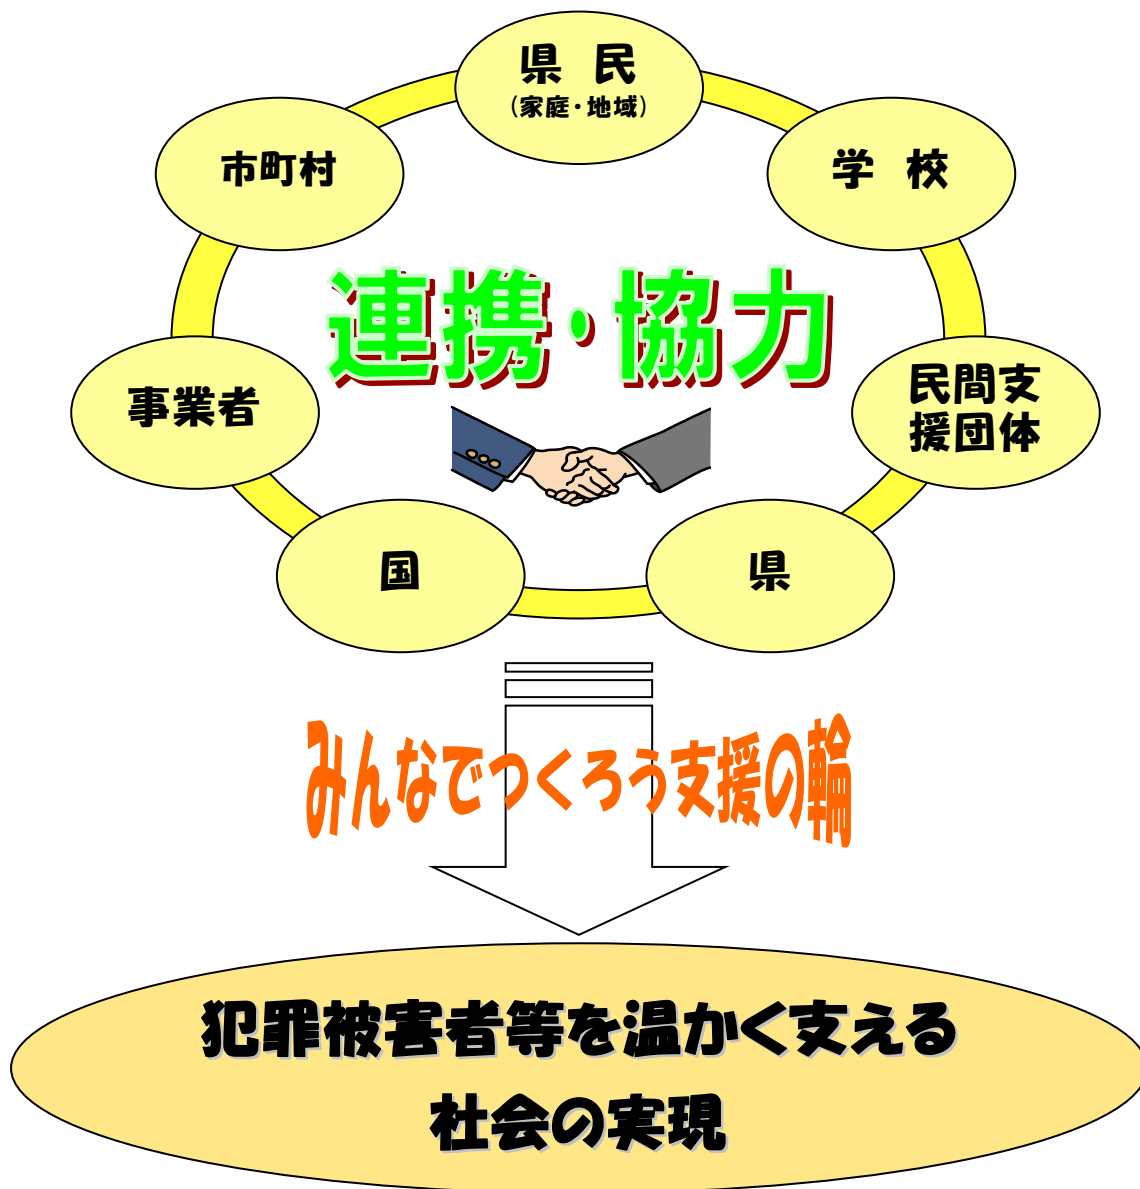 県 民
(家庭・地域)
市町村
学 校
連携・協力
事業者
民間支
援団体
国
県
みんなでつくろう支援の輪
犯罪被害者等を温かく支える
社会の実現